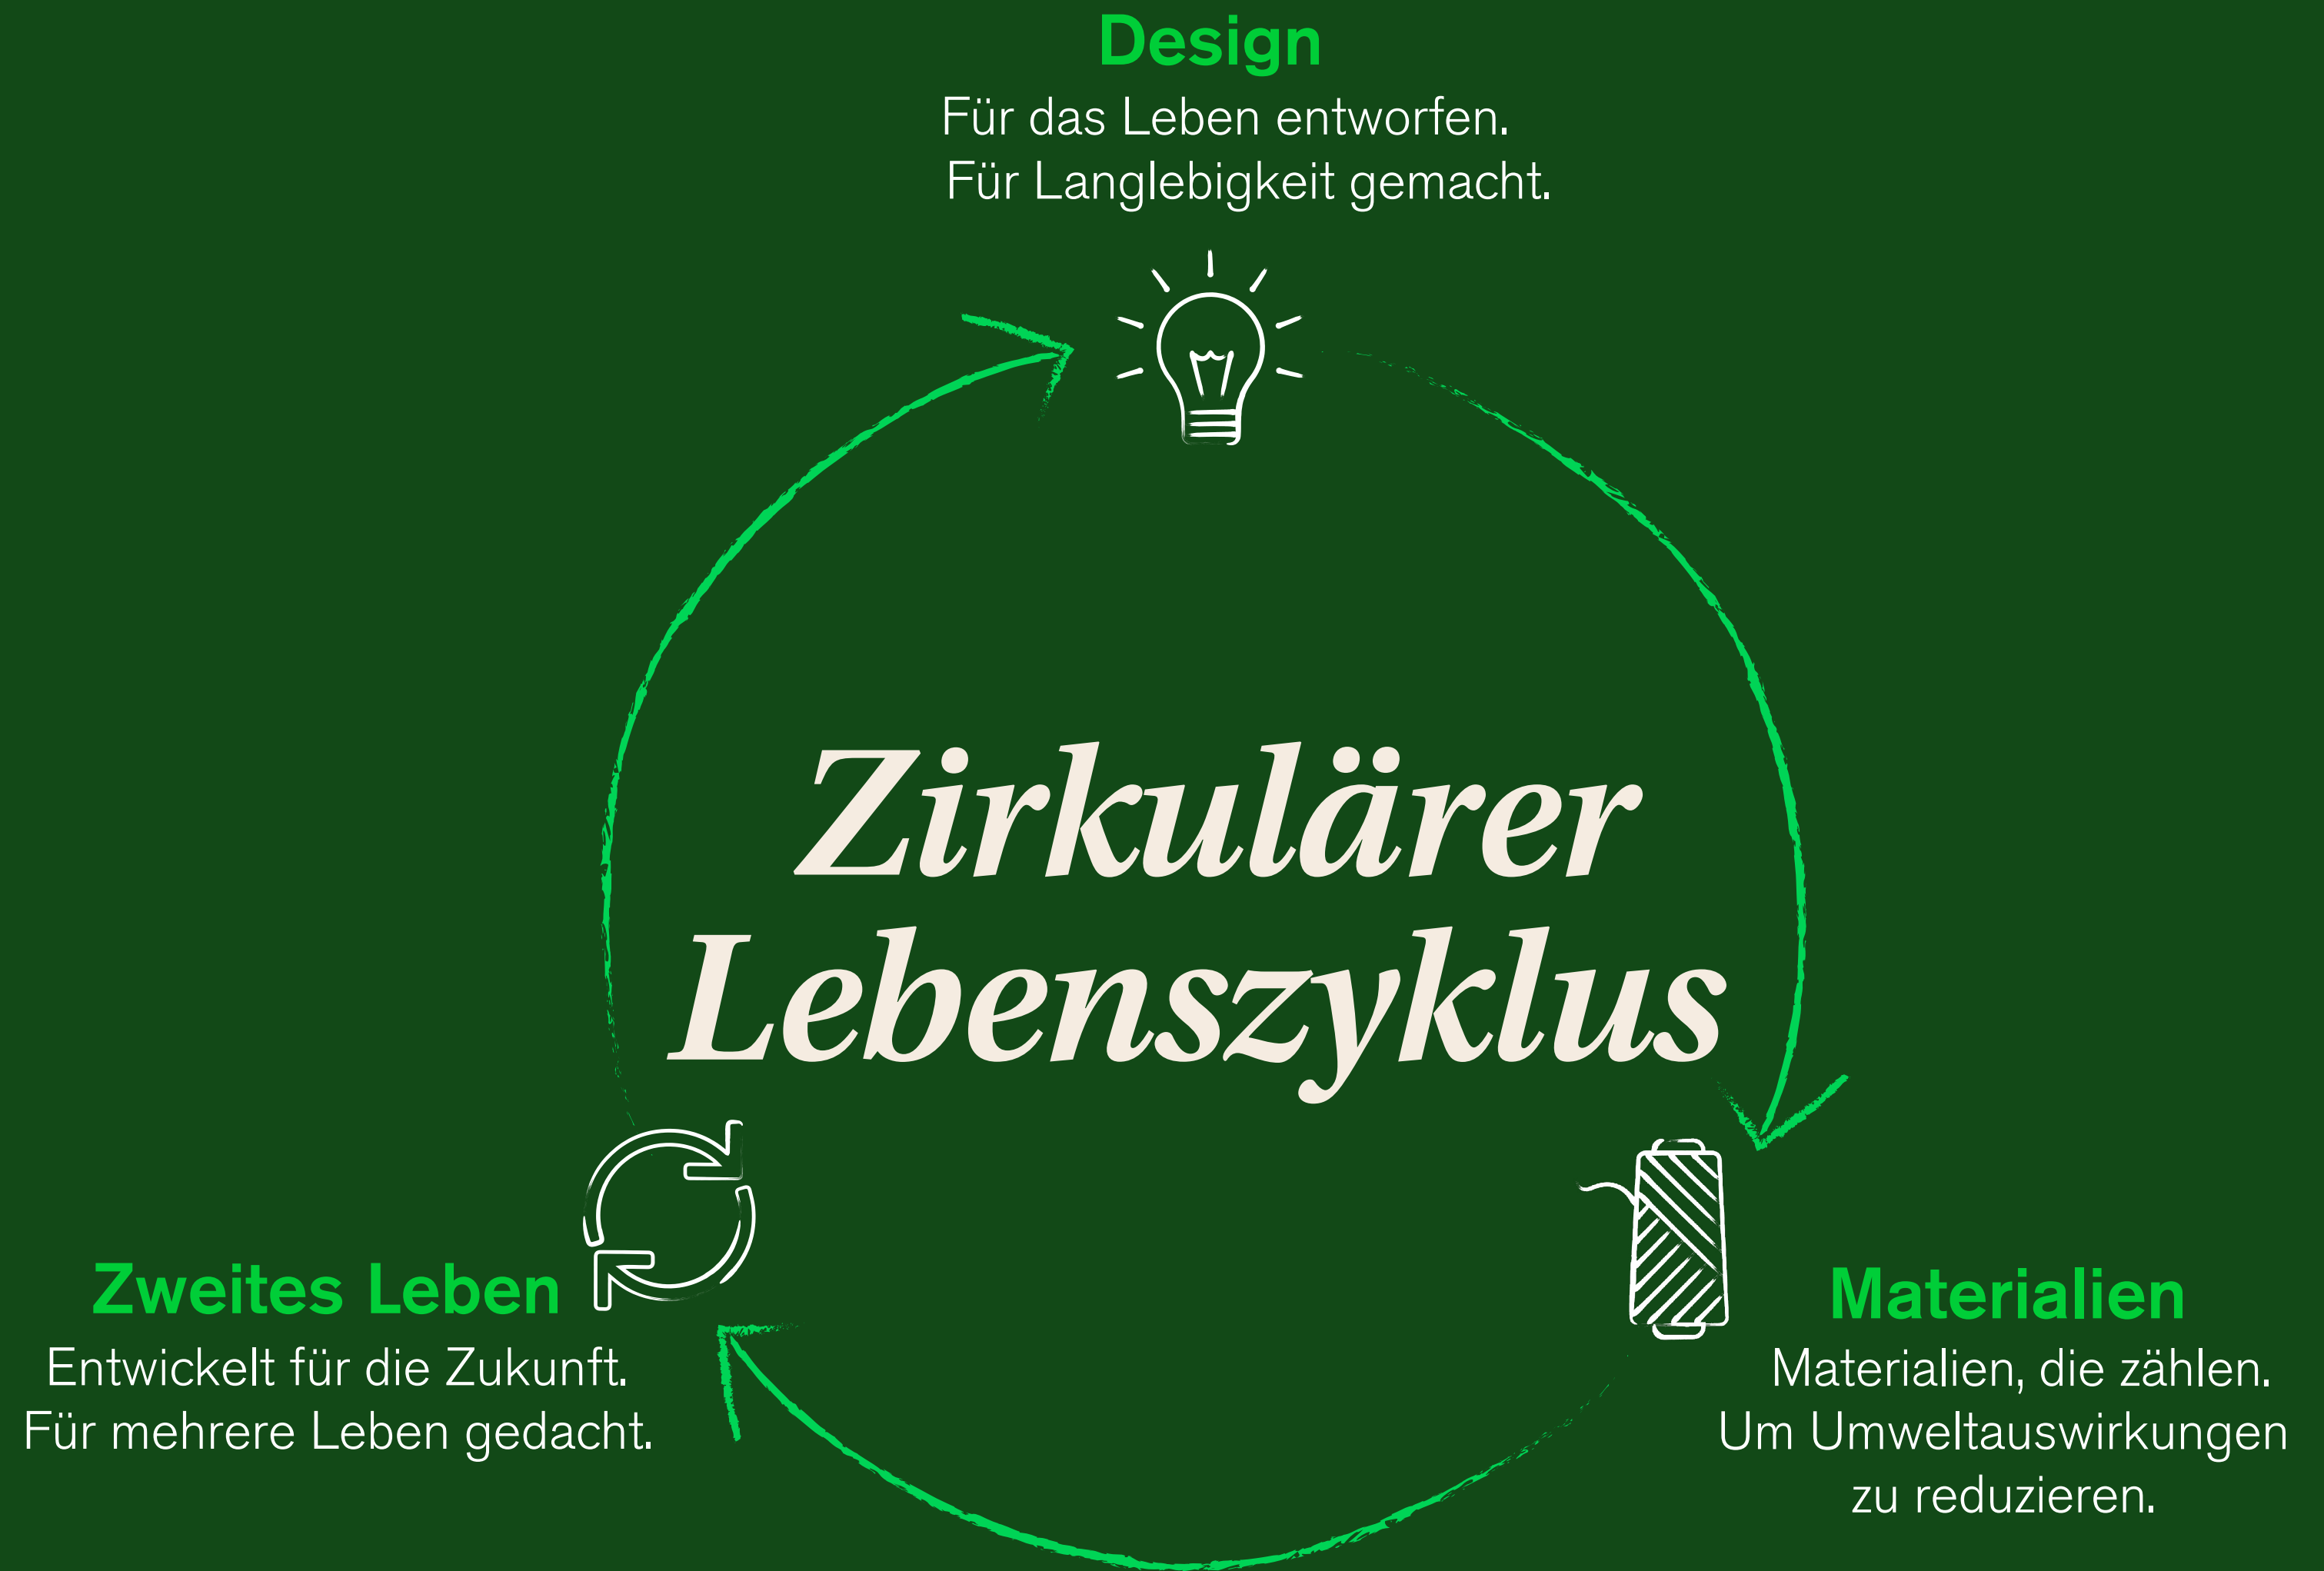 Design
Für das Leben entworfen.
Für Langlebigkeit gemacht.
Zirkulärer
Lebenszyklus
Zweites Leben
Entwickelt für die Zukunft.
Für mehrere Leben gedacht.
Materialien
Materialien, die zählen.
Um Umweltauswirkungen
zu reduzieren.